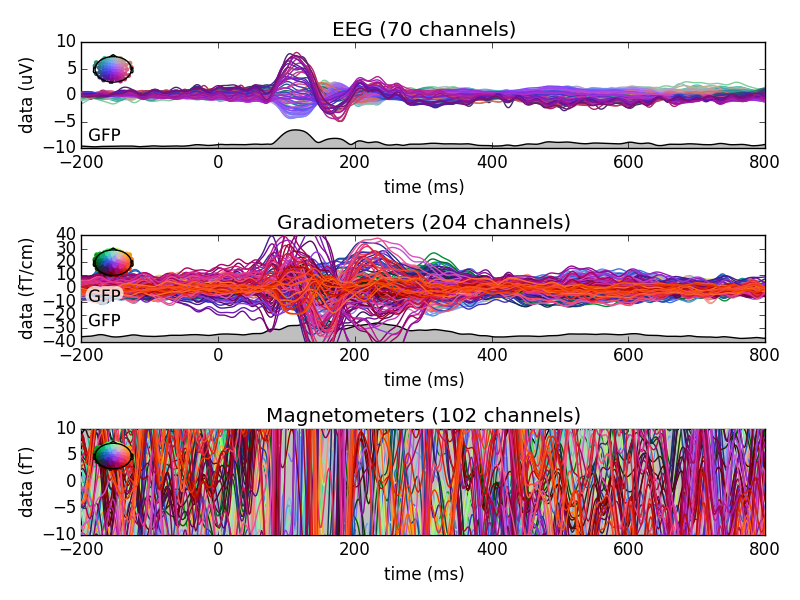 EEG (70 channels)
data (uV)
10
5
0
−5
−10
GFP
−200 0 200 400 600 800
time (ms)
Gradiometers (204 channels)
data (fT/cm)
40
30
20
10
0
−10
−20
−30
−40
GFP
GFP
−200 0 200 400 600 800
time (ms)
Magnetometers (102 channels)
data (fT)
10
5
0
−5
−10
−200 0 200 400 600 800
time (ms)